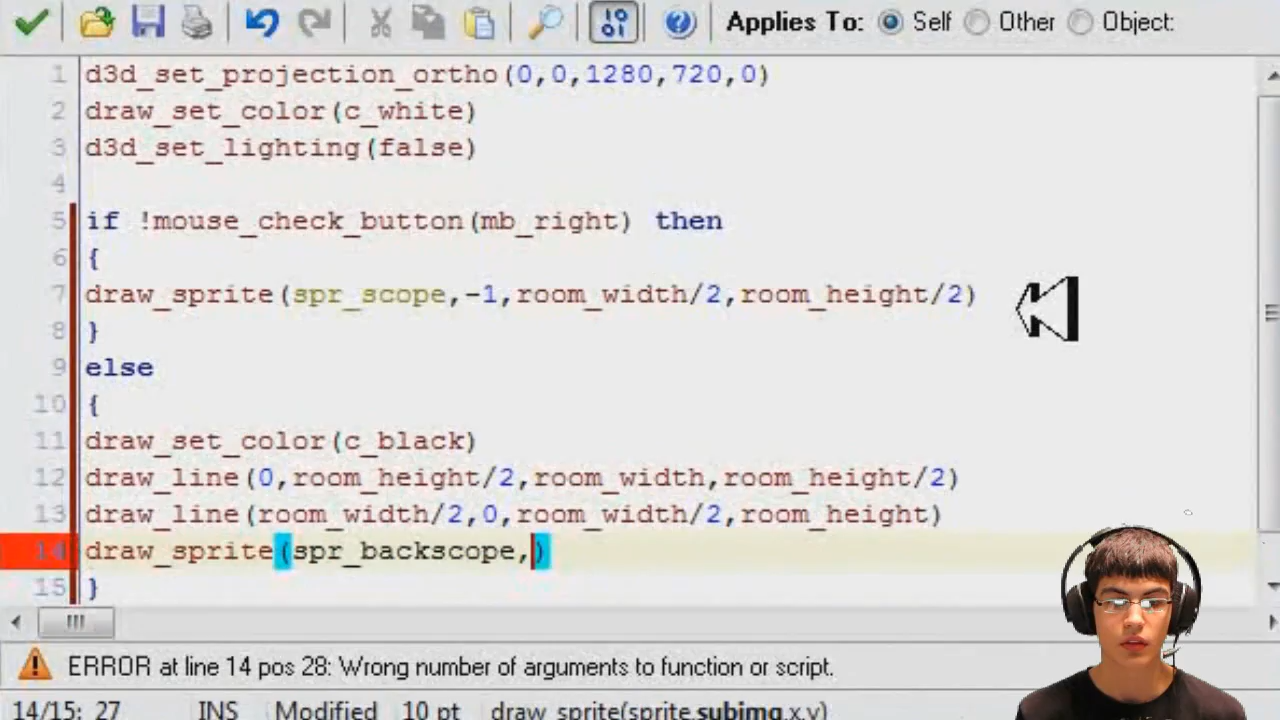 Applies To: Self Other Object:
1 d3d_set_projection_ortho(0,0,1280,720,0)
2 draw_set_color(c_white)
3 d3d_set_lighting(false)
4
5 if !mouse_check_button(mb_right) then
6 {
7 draw_sprite(spr_scope,-1,room_width/2,room_height/2)
8 }
9 else
10 {
11 draw_set_color(c_black)
12 draw_line(0,room_height/2,room_width,room_height/2)
13 draw_line(room_width/2,0,room_width/2,room_height)
14 draw_sprite(spr_backscope,)
15 }
ERROR at line 14 pos 28: Wrong number of arguments to function or script.
14/15: 27 INS Modified 10 pt draw_sprite(sprite,subimg,x,y)